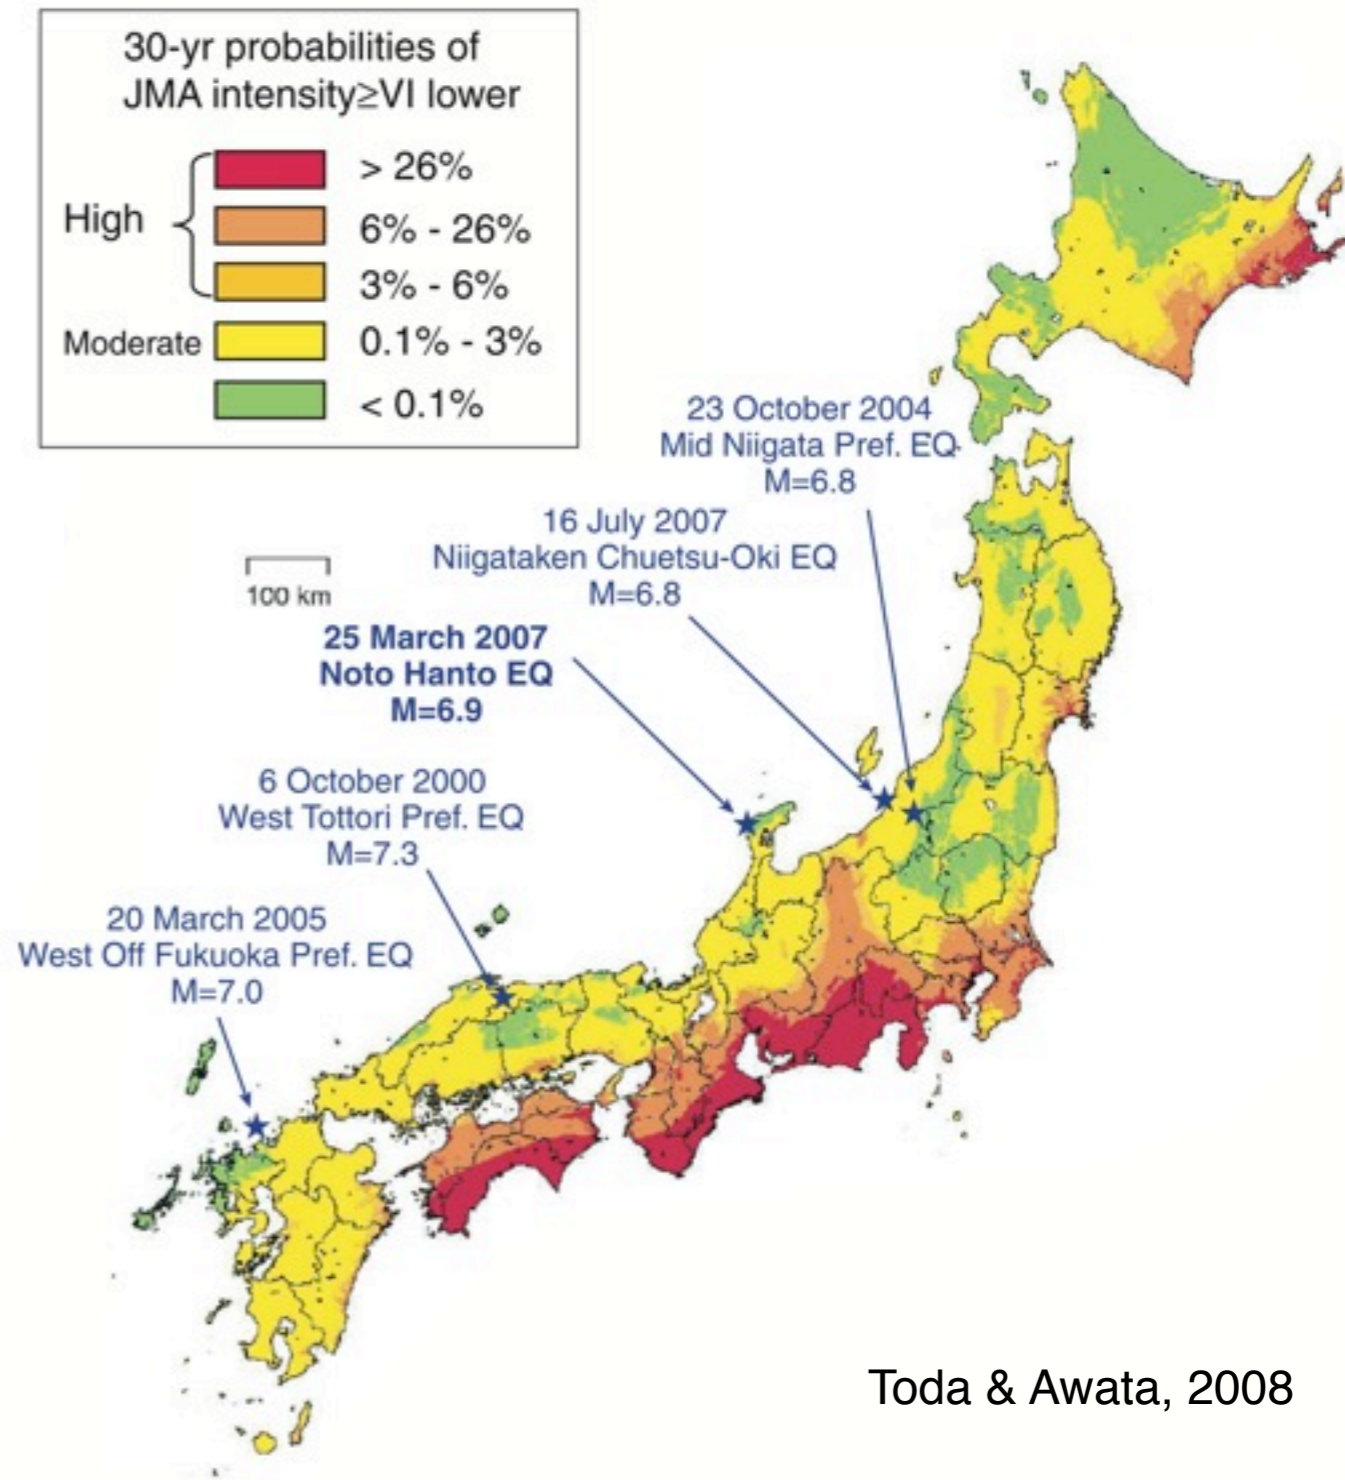 30-yr probabilities of
JMA intensity≥VI lower
> 26%
High
6% - 26%
3% - 6%
Moderate
0.1% - 3%
< 0.1%
23 October 2004
Mid Niigata Pref. EQ
M=6.8
16 July 2007
Niigataken Chuetsu-Oki EQ
M=6.8
100 km
25 March 2007
Noto Hanto EQ
M=6.9
6 October 2000
West Tottori Pref. EQ
M=7.3
20 March 2005
West Off Fukuoka Pref. EQ
M=7.0
Toda & Awata, 2008